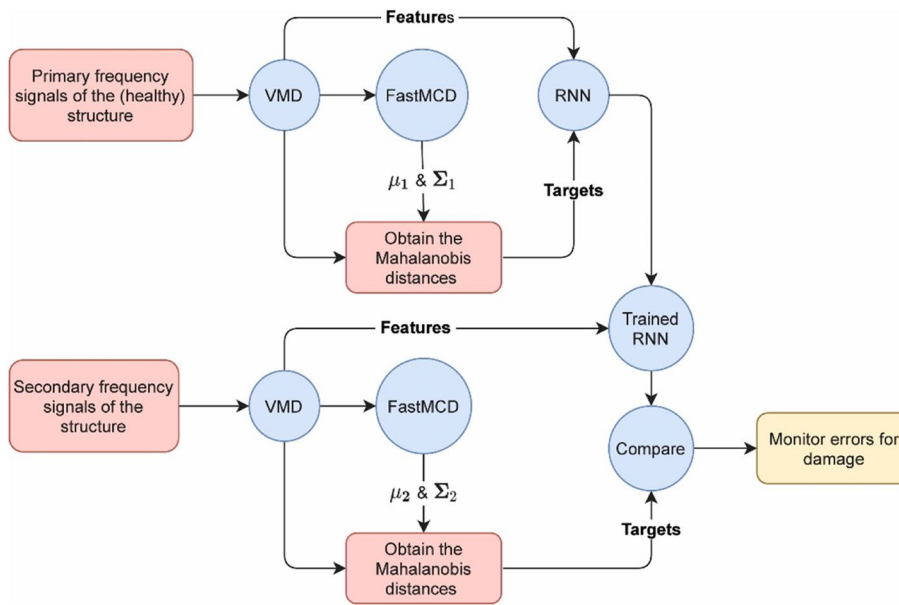 Features
Primary frequency
signals of the (healthy)
structure
VMD
FastMCD
RNN
μ₁ & Σ₁
Targets
Obtain the
Mahalanobis
distances
Trained
RNN
Features
Secondary frequency
signals of the
structure
VMD
FastMCD
Compare
Monitor errors for
damage
μ₂ & Σ₂
Targets
Obtain the
Mahalanobis
distances